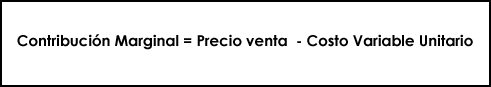 Contribución Marginal = Precio venta - Costo Variable Unitario